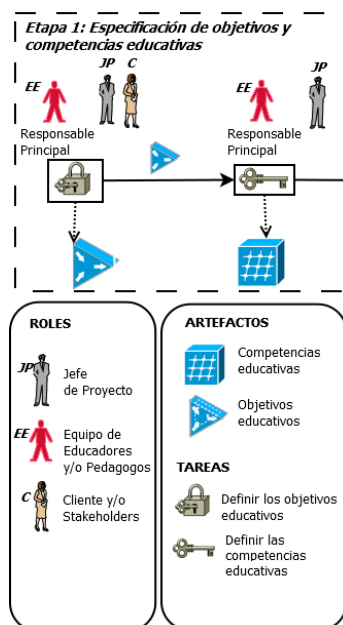 Etapa 1: Especificación de objetivos y
competencias educativas
JP C
EE
JP
EE
Responsable
Principal
Responsable
Principal
ROLES
JP
Jefe
de Proyecto
EE
Equipo de
Educadores
y/o Pedagogos
C
Cliente y/o
Stakeholders
ARTEFACTOS
Competencias
educativas
Objetivos
educativos
TAREAS
Definir los objetivos
educativos
Definir las
competencias
educativas